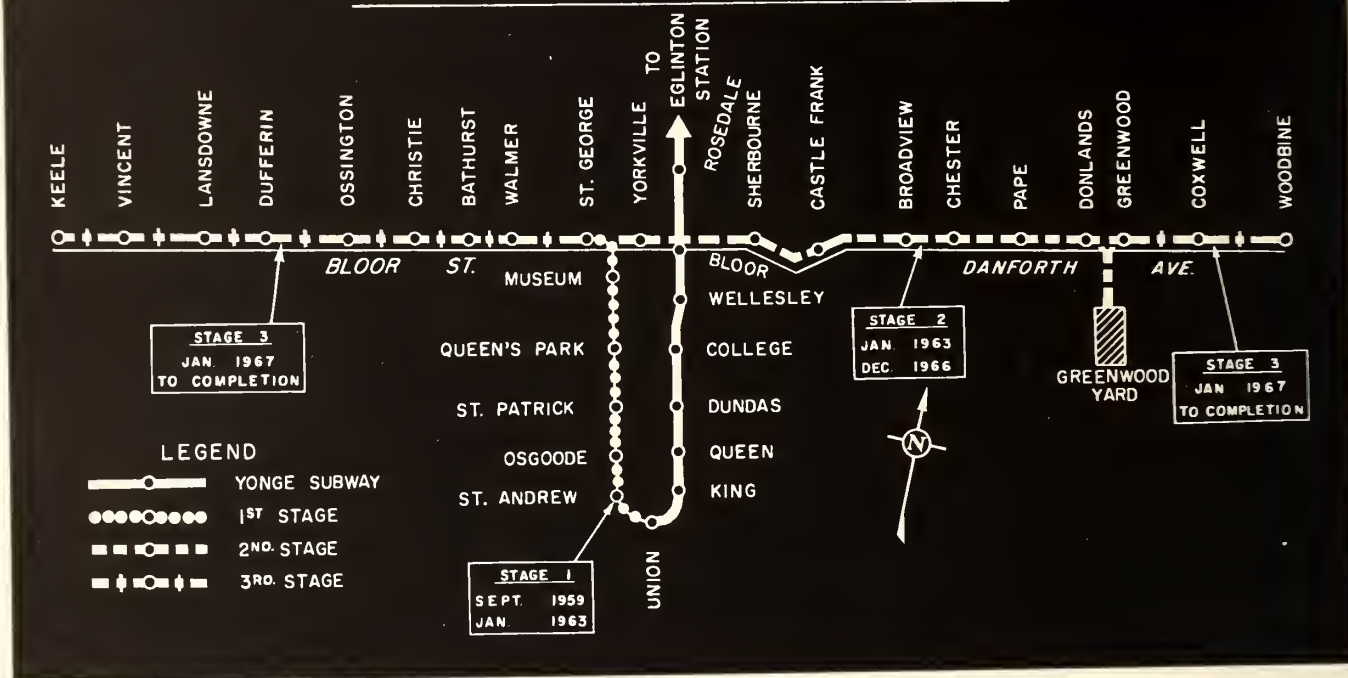 TO
EGLINTON
STATION
KEELE
VINCENT
LANSDOWNE
DUFFERIN
OSSINGTON
CHRISTIE
BATHURST
WALMER
ST. GEORGE
YORKVILLE
ROSEDALE
SHERBOURNE
CASTLE FRANK
BROADVIEW
CHESTER
PAPE
DONLANDS
GREENWOOD
COXWELL
WOODBINE
BLOOR ST.
BLOOR
DANFORTH AVE.
MUSEUM
WELLESLEY
QUEEN'S PARK
COLLEGE
ST. PATRICK
DUNDAS
OSGOODE
QUEEN
ST. ANDREW
KING
UNION
STAGE 3
JAN. 1967
TO COMPLETION
STAGE 2
JAN. 1963
DEC. 1966
GREENWOOD
YARD
STAGE 3
JAN 1967
TO COMPLETION
N
LEGEND
YONGE SUBWAY
1ST STAGE
2ND. STAGE
3RD. STAGE
STAGE 1
SEPT. 1959
JAN. 1963